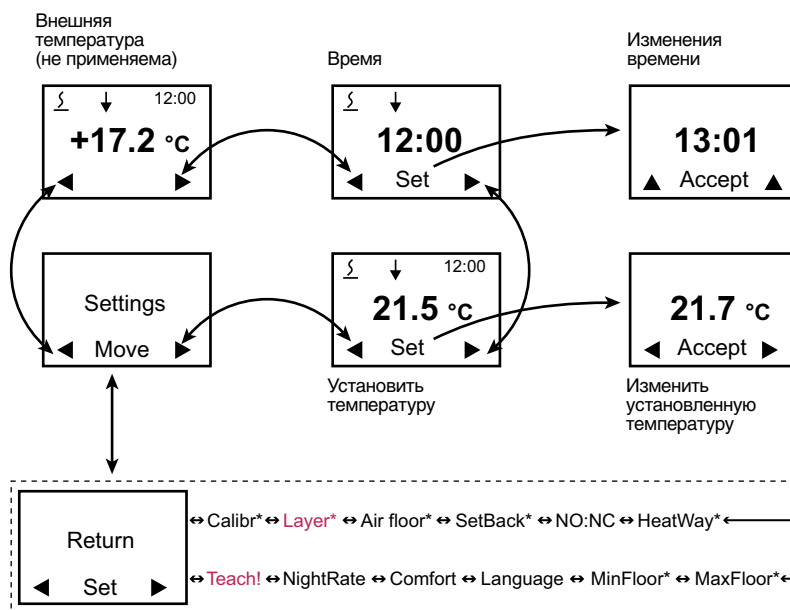 Внешняя
температура
(не применяема)
Время
Изменения
времени
12:00
+17.2 °C
12:00
Set
13:01
Accept
Settings
Move
12:00
21.5 °C
Set
21.7 °C
Accept
Установить
температуру
Изменить
установленную
температуру
Return
Set
Calibr* ↔ Layer* ↔ Air floor* ↔ SetBack* ↔ NO:NC ↔ HeatWay*
Teach! ↔ NightRate ↔ Comfort ↔ Language ↔ MinFloor* ↔ MaxFloor*